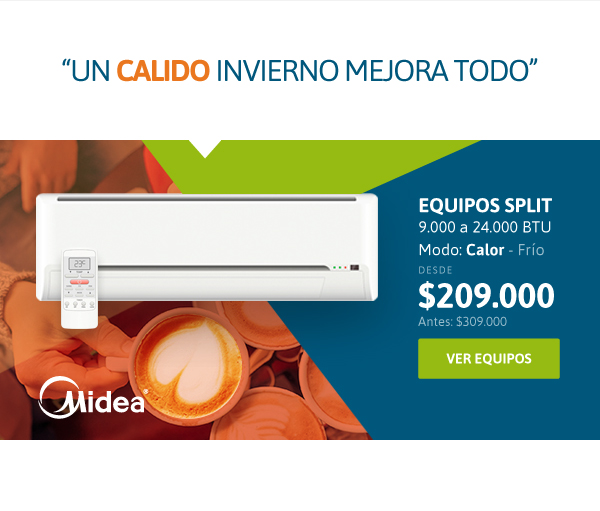 “UN CALIDO INVIERNO MEJORA TODO”
EQUIPOS SPLIT
9.000 a 24.000 BTU
Modo: Calor - Frío
DESDE
$209.000
Antes: $309.000
VER EQUIPOS
Midea